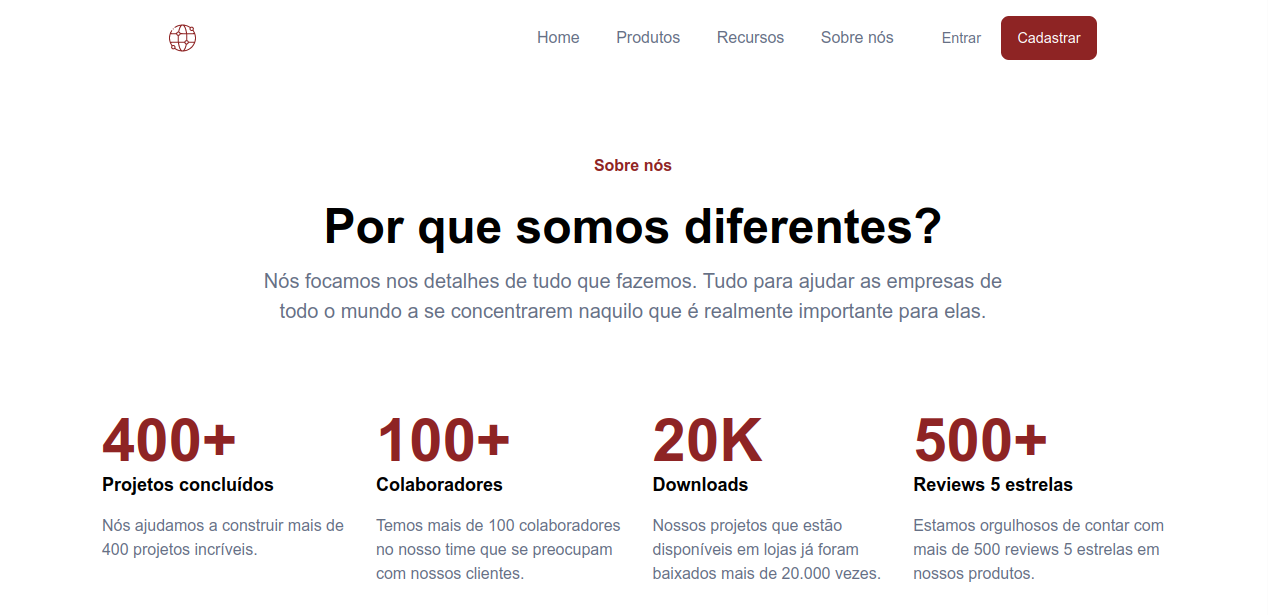 Home Produtos Recursos Sobre nós Entrar Cadastrar
Sobre nós
Por que somos diferentes?
Nós focamos nos detalhes de tudo que fazemos. Tudo para ajudar as empresas de
todo o mundo a se concentrarem naquilo que é realmente importante para elas.
400+
Projetos concluídos
Nós ajudamos a construir mais de
400 projetos incríveis.
100+
Colaboradores
Temos mais de 100 colaboradores
no nosso time que se preocupam
com nossos clientes.
20K
Downloads
Nossos projetos que estão
disponíveis em lojas já foram
baixados mais de 20.000 vezes.
500+
Reviews 5 estrelas
Estamos orgulhosos de contar com
mais de 500 reviews 5 estrelas em
nossos produtos.